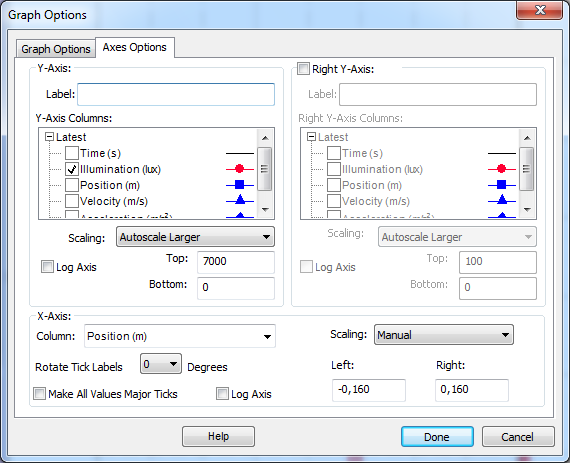 Graph Options
Graph Options
Axes Options
Y-Axis:
Label:
Y-Axis Columns:
Latest
Time (s)
Illumination (lux)
Position (m)
Velocity (m/s)
Scaling: Autoscale Larger
Log Axis
Top: 7000
Bottom: 0
Right Y-Axis:
Label:
Right Y-Axis Columns:
Latest
Time (s)
Illumination (lux)
Position (m)
Velocity (m/s)
Scaling: Autoscale Larger
Log Axis
Top: 100
Bottom: 0
X-Axis:
Column: Position (m)
Scaling: Manual
Rotate Tick Labels 0 Degrees
Left: Right:
-0,160 0,160
Make All Values Major Ticks
Log Axis
Help Done Cancel